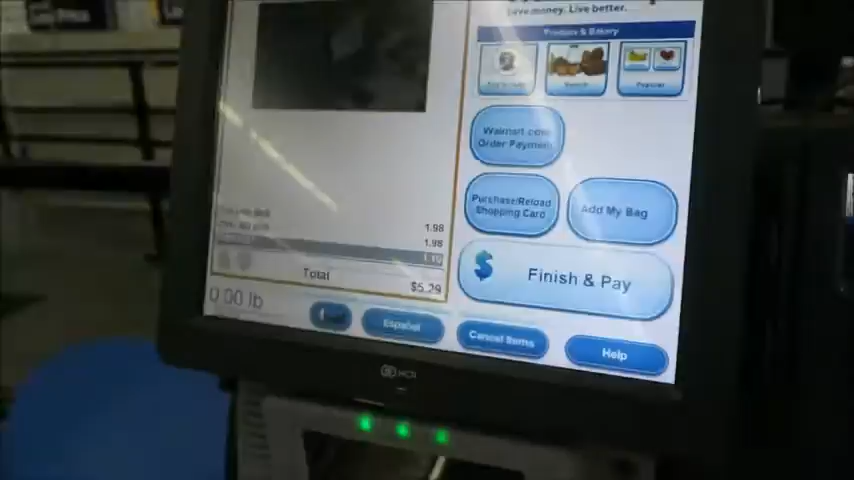 Save money. Live better.
Produce & Bakery
Search
Popular
Walmart.com
Order Payment
Purchase/Reload
Shopping Card
Add My Bag
1.98
1.98
Total
$5.29
Finish & Pay
0.00 lb
Español
Cancel Items
Help
NCR